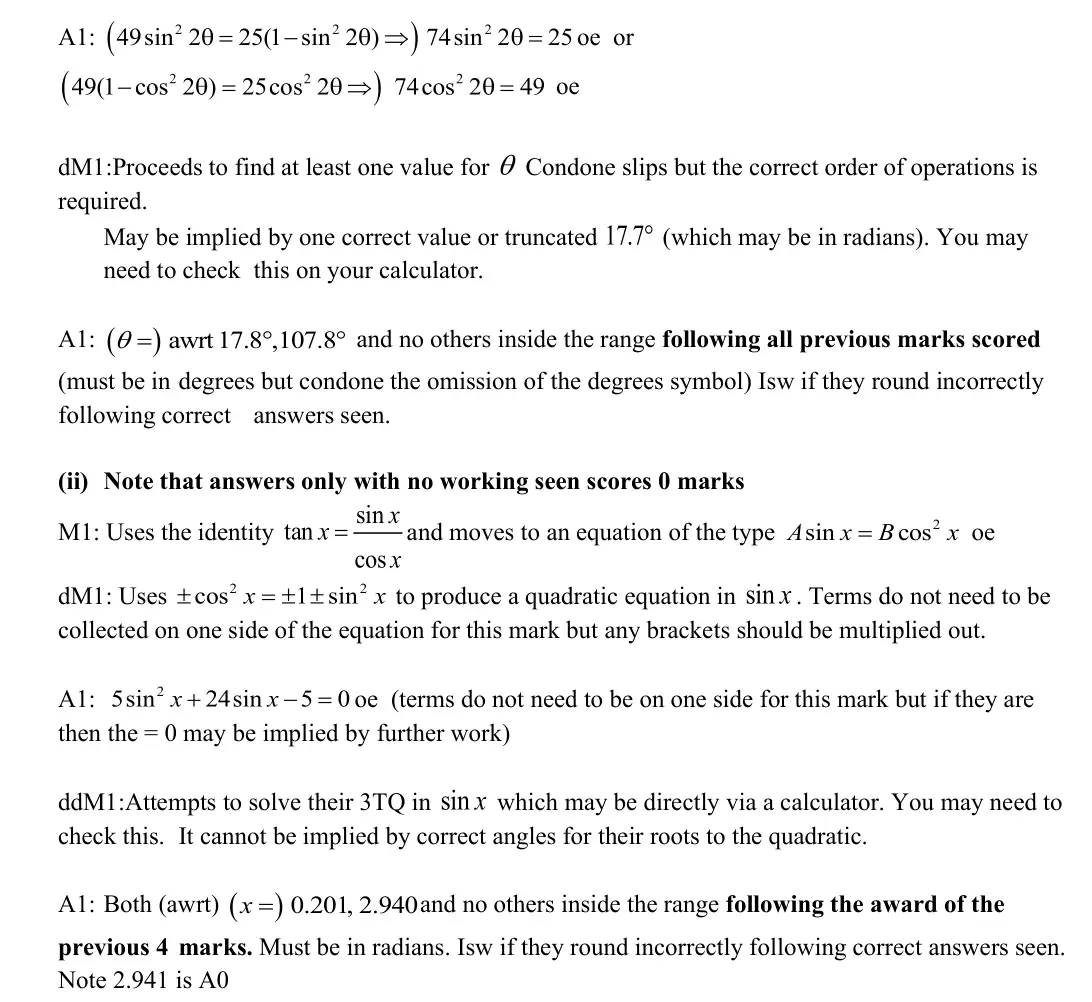 A1: (49sin² 2θ = 25(1−sin² 2θ) ⇒) 74sin² 2θ = 25 oe or
(49(1−cos² 2θ) = 25cos² 2θ ⇒) 74cos² 2θ = 49 oe
dM1:Proceeds to find at least one value for θ Condone slips but the correct order of operations is
required.
May be implied by one correct value or truncated 17.7° (which may be in radians). You may
need to check this on your calculator.
A1: (θ =) awrt 17.8°,107.8° and no others inside the range following all previous marks scored
(must be in degrees but condone the omission of the degrees symbol) Isw if they round incorrectly
following correct answers seen.
(ii) Note that answers only with no working seen scores 0 marks
M1: Uses the identity tan x = sin x / cos x and moves to an equation of the type A sin x = B cos² x oe
dM1: Uses ±cos² x = ±1± sin² x to produce a quadratic equation in sin x. Terms do not need to be
collected on one side of the equation for this mark but any brackets should be multiplied out.
A1: 5sin² x + 24sin x − 5 = 0 oe (terms do not need to be on one side for this mark but if they are
then the = 0 may be implied by further work)
ddM1:Attempts to solve their 3TQ in sin x which may be directly via a calculator. You may need to
check this. It cannot be implied by correct angles for their roots to the quadratic.
A1: Both (awrt) (x =) 0.201, 2.940 and no others inside the range following the award of the
previous 4 marks. Must be in radians. Isw if they round incorrectly following correct answers seen.
Note 2.941 is A0